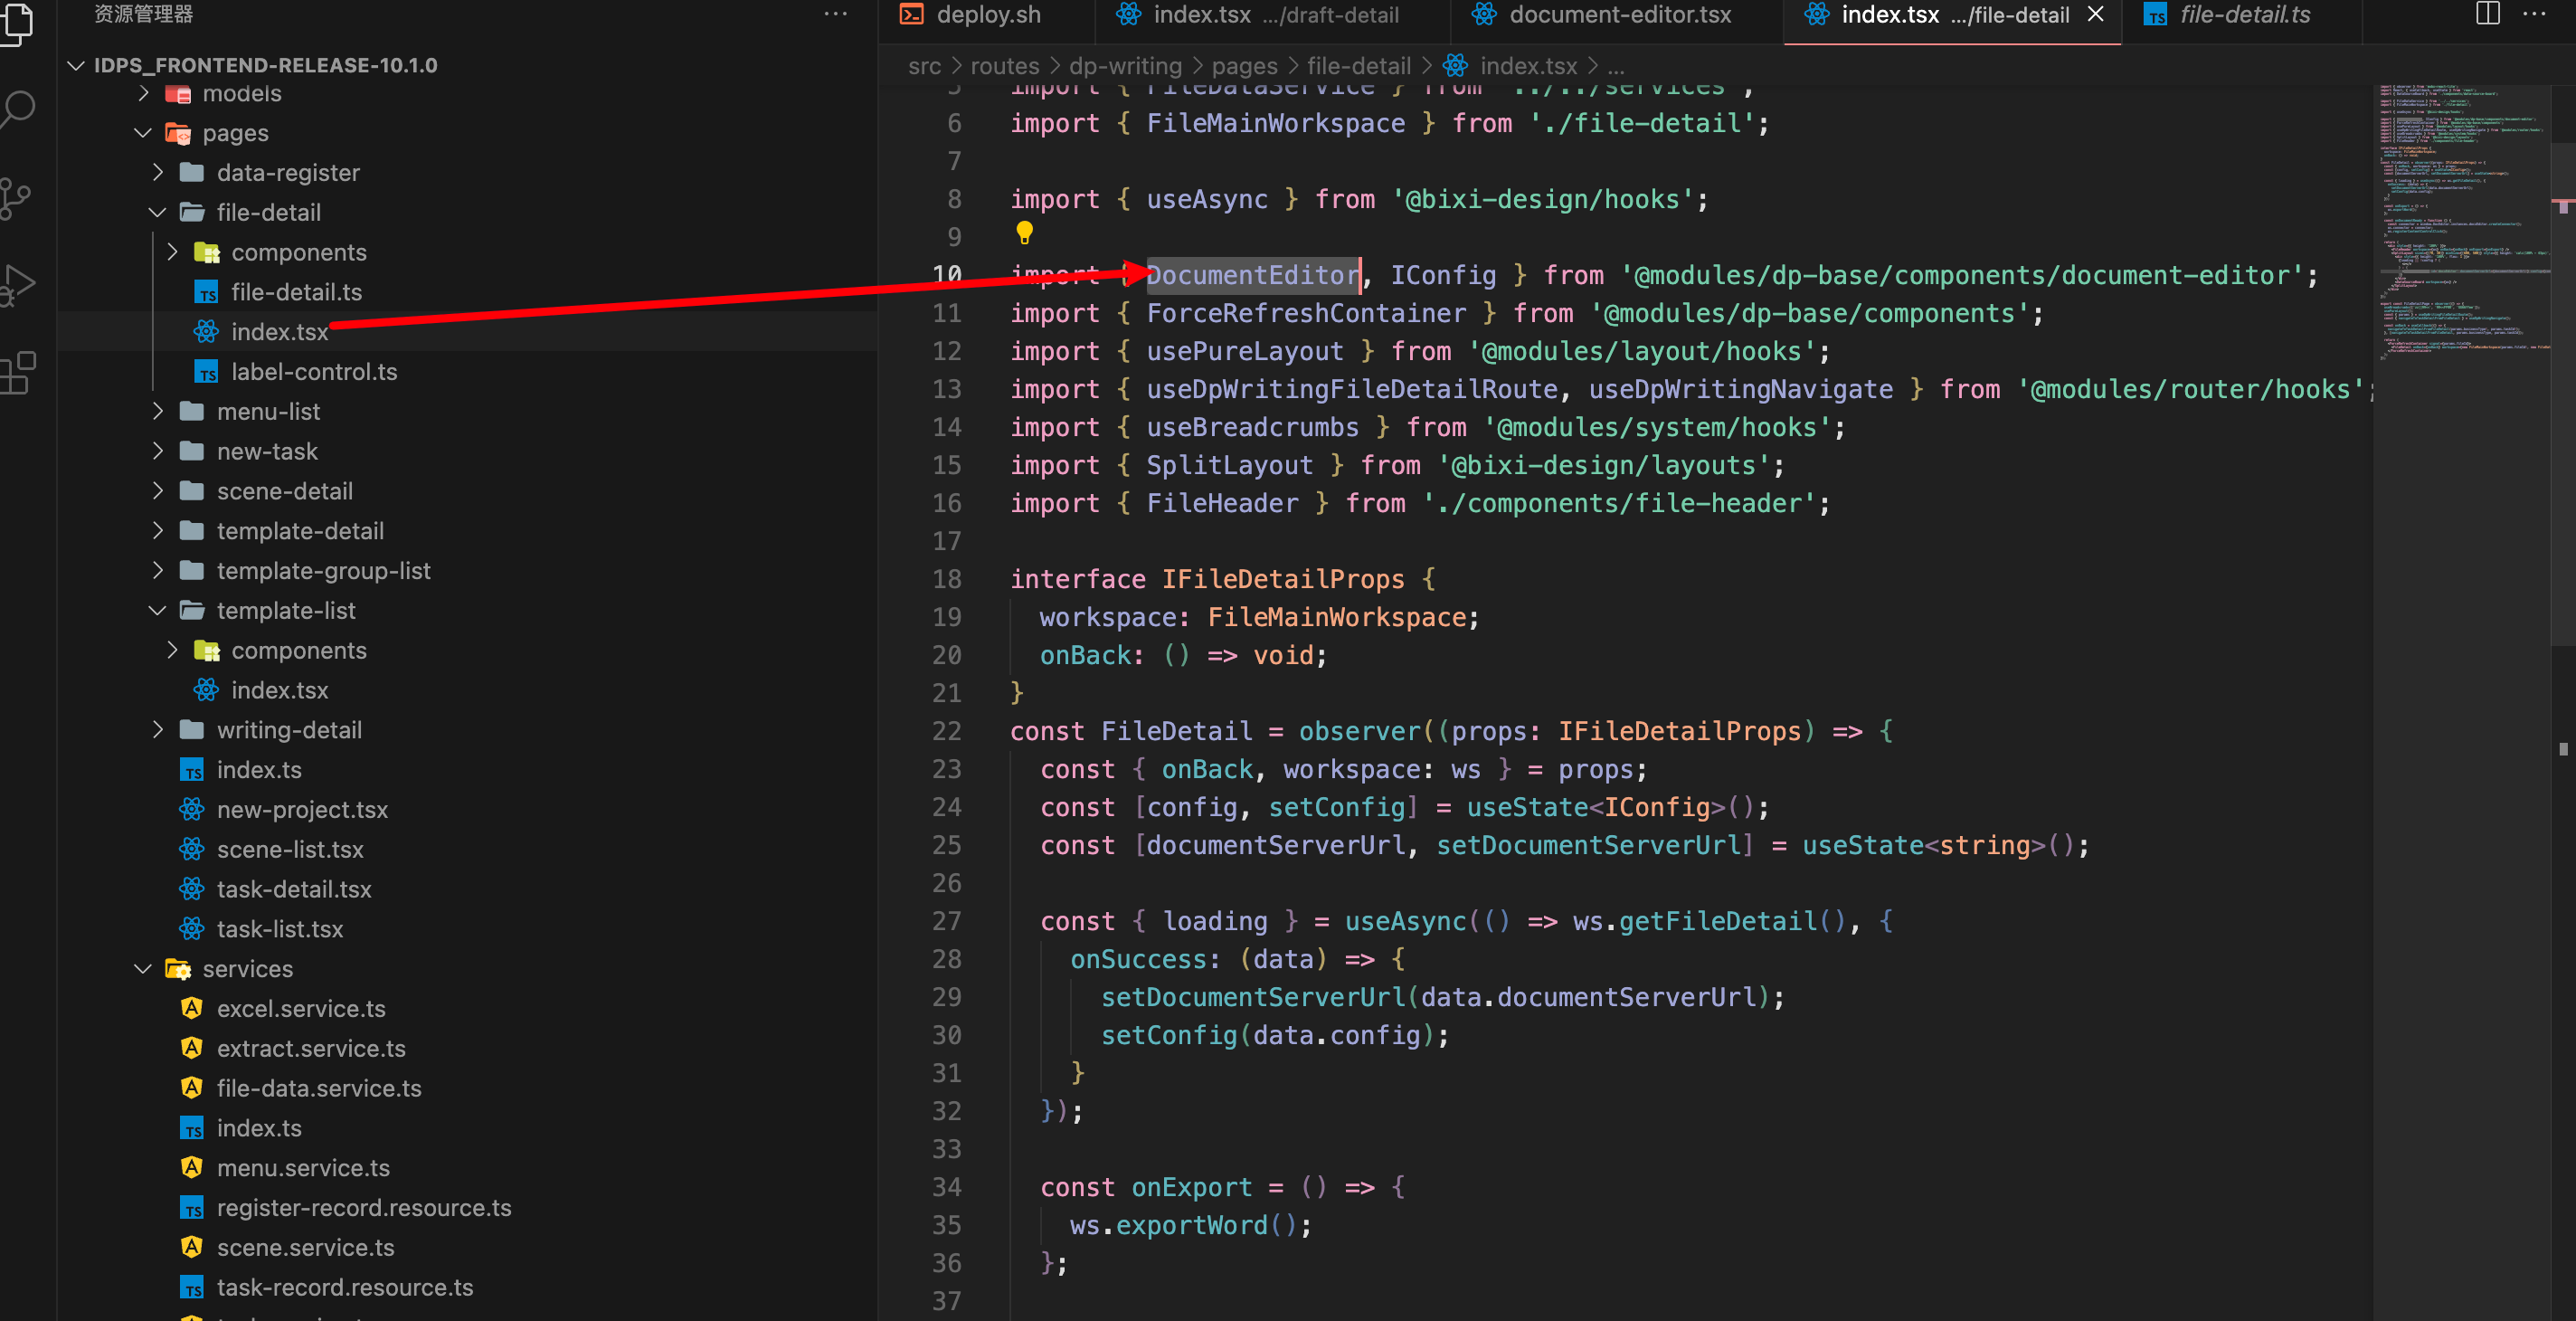 资源管理器
IDPS_FRONTEND-RELEASE-10.1.0
models
pages
data-register
file-detail
components
file-detail.ts
index.tsx
label-control.ts
menu-list
new-task
scene-detail
template-detail
template-group-list
template-list
components
index.tsx
writing-detail
index.ts
new-project.tsx
scene-list.tsx
task-detail.tsx
task-list.tsx
services
excel.service.ts
extract.service.ts
file-data.service.ts
index.ts
menu.service.ts
register-record.resource.ts
scene.service.ts
task-record.resource.ts
deploy.sh
index.tsx .../draft-detail
document-editor.tsx
index.tsx .../file-detail
file-detail.ts
src > routes > dp-writing > pages > file-detail > index.tsx > ...
5 import { FileDataService } from '../../services';
6 import { FileMainWorkspace } from './file-detail';
7
8 import { useAsync } from '@bixi-design/hooks';
9
10 import { DocumentEditor, IConfig } from '@modules/dp-base/components/document-editor';
11 import { ForceRefreshContainer } from '@modules/dp-base/components';
12 import { usePureLayout } from '@modules/layout/hooks';
13 import { useDpWritingFileDetailRoute, useDpWritingNavigate } from '@modules/router/hooks';
14 import { useBreadcrumbs } from '@modules/system/hooks';
15 import { SplitLayout } from '@bixi-design/layouts';
16 import { FileHeader } from './components/file-header';
17
18 interface IFileDetailProps {
19 workspace: FileMainWorkspace;
20 onBack: () => void;
21 }
22 const FileDetail = observer((props: IFileDetailProps) => {
23 const { onBack, workspace: ws } = props;
24 const [config, setConfig] = useState<IConfig>();
25 const [documentServerUrl, setDocumentServerUrl] = useState<string>();
26
27 const { loading } = useAsync(() => ws.getFileDetail(), {
28 onSuccess: (data) => {
29 setDocumentServerUrl(data.documentServerUrl);
30 setConfig(data.config);
31 }
32 });
33
34 const onExport = () => {
35 ws.exportWord();
36 };
37